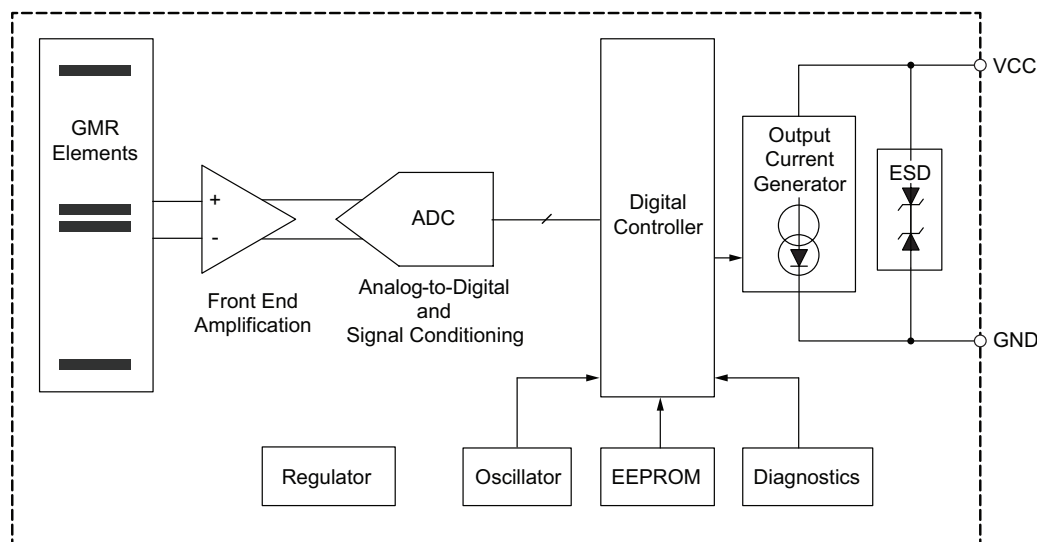 GMR
Elements
+
-
Front End
Amplification
ADC
Analog-to-Digital
and
Signal Conditioning
Digital
Controller
Output
Current
Generator
ESD
VCC
GND
Regulator
Oscillator
EEPROM
Diagnostics